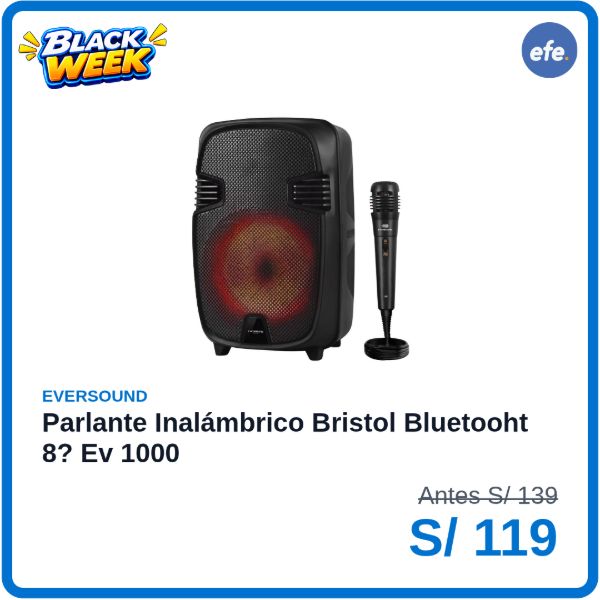 BLACK
WEEK
efe.
EVERSOUND
Parlante Inalámbrico Bristol Bluetooht
8? Ev 1000
Antes S/ 139
S/ 119